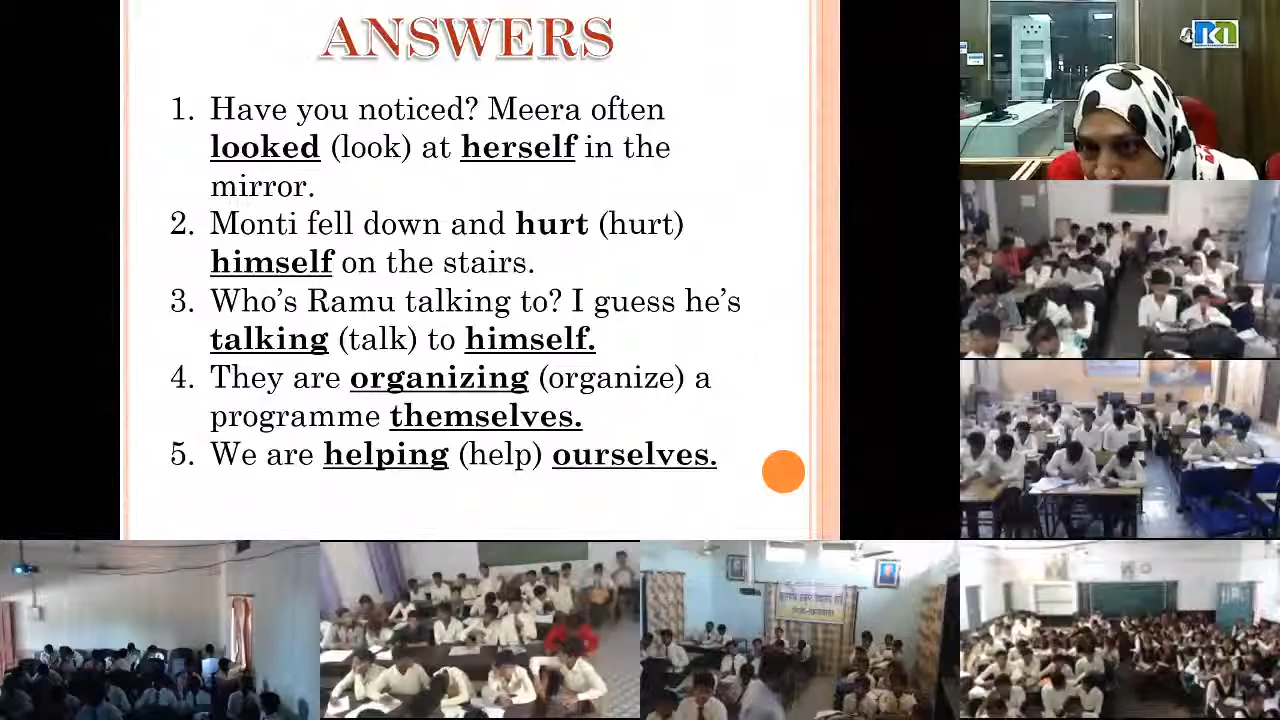 ANSWERS
1. Have you noticed? Meera often
looked (look) at herself in the
mirror.
2. Monti fell down and hurt (hurt)
himself on the stairs.
3. Who’s Ramu talking to? I guess he’s
talking (talk) to himself.
4. They are organizing (organize) a
programme themselves.
5. We are helping (help) ourselves.